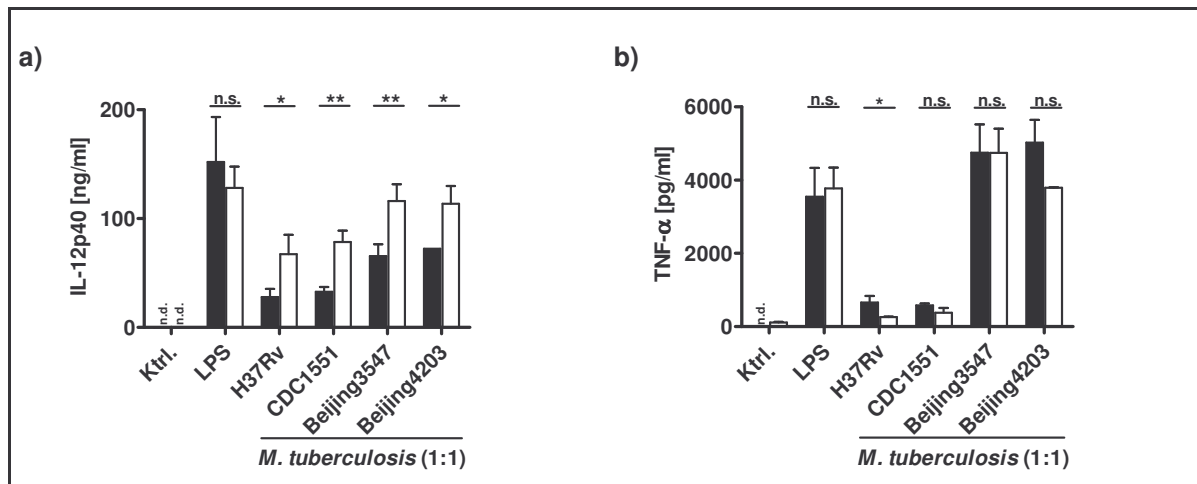 a)
IL-12p40 [ng/ml]
200
100
0
n.s.
*
**
**
*
n.d.
n.d.
Ktrl.
LPS
H37Rv
CDC1551
Beijing3547
Beijing4203
M. tuberculosis (1:1)
b)
TNF-α [pg/ml]
6000
4000
2000
0
n.s.
*
n.s.
n.s.
n.s.
n.d.
Ktrl.
LPS
H37Rv
CDC1551
Beijing3547
Beijing4203
M. tuberculosis (1:1)